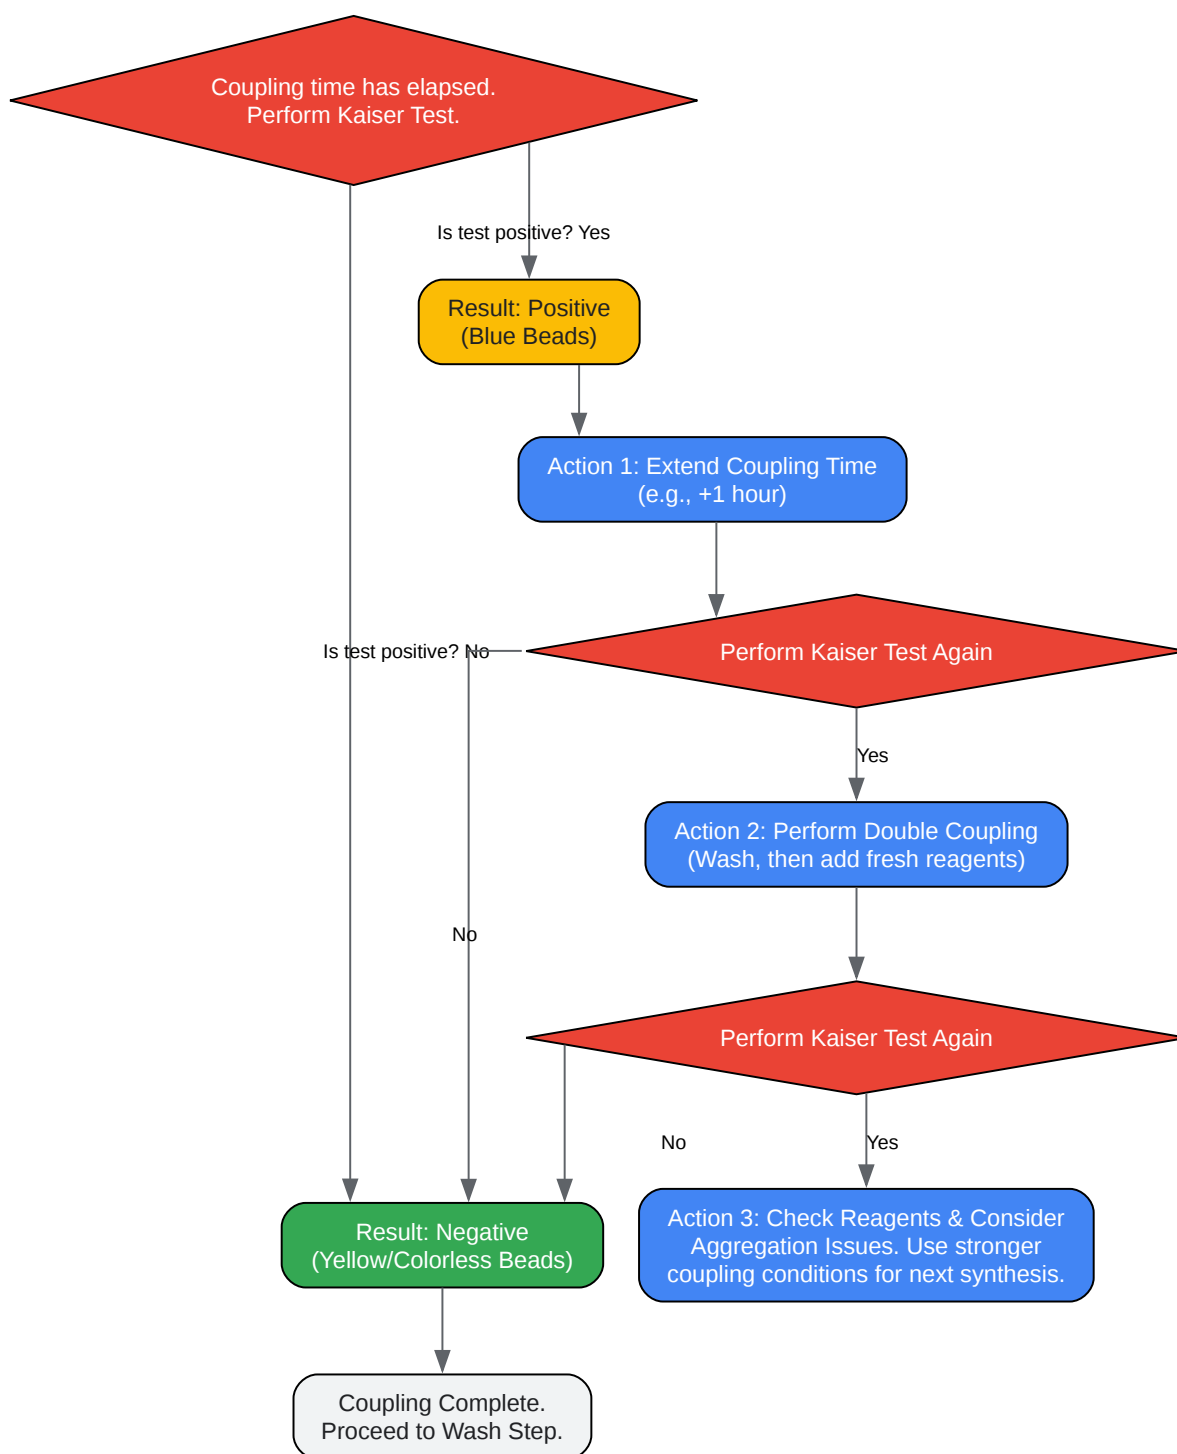 Coupling time has elapsed.
Perform Kaiser Test.
Is test positive? Yes
Result: Positive
(Blue Beads)
Action 1: Extend Coupling Time
(e.g., +1 hour)
Is test positive? No
Perform Kaiser Test Again
Yes
Action 2: Perform Double Coupling
(Wash, then add fresh reagents)
No
Perform Kaiser Test Again
No
Yes
Result: Negative
(Yellow/Colorless Beads)
Action 3: Check Reagents & Consider
Aggregation Issues. Use stronger
coupling conditions for next synthesis.
Coupling Complete.
Proceed to Wash Step.